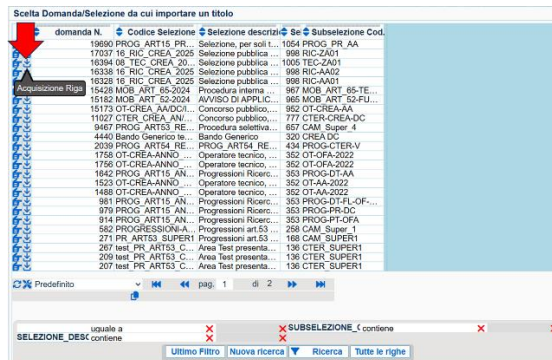 Scelta Domanda/Selezione da cui importare un titolo
domanda N. Codice Selezione Selezione descrizi Se Subselezione Cod.
19690 PROG_ART15_PR... Selezione, per soli t... 1054 PROG_PR_AA
17037 16_RIC_CREA_2025 Selezione pubblica ... 998 RIC-ZA01
16394 08_TEC_CREA_20... Selezione pubblica ... 1005 TEC-ZA01
16338 16_RIC_CREA_2025 Selezione pubblica ... 998 RIC-AA02
16328 16_RIC_CREA_2025 Selezione pubblica ... 998 RIC-AA01
Acquisizione Riga
15428 MOB_ART_65-2024 Procedura interna ... 967 MOB_ART_65-TE...
15182 MOB_ART_52-2024 AVVISO DI APPLIC... 965 MOB_ART_52-FU...
15173 OT-CREA_AA/DC/I... Concorso pubblico,... 952 OT-CREA-AA
11027 CTER_CREA_AN/... Concorso pubblico,... 777 CTER-CREA-DC
9467 PROG_ART53_RE... Procedura selettiva... 657 CAM_Super_4
4440 Bando Generico te... Bando Generico 320 CREA DC
2039 PROG_ART54_RE... PROG_ART54_RE... 434 PROG-CTER-V
1758 OT-CREA-ANNO_... Operatore tecnico, ... 352 OT-OFA-2022
1756 OT-CREA-ANNO_... Operatore tecnico, ... 352 OT-OFA-2022
1642 PROG_ART15_AN... Progressioni Ricerc... 353 PROG-DT-AA
1523 OT-CREA-ANNO_... Operatore tecnico, ... 352 OT-AA-2022
1488 OT-CREA-ANNO_... Operatore tecnico, ... 352 OT-AA-2022
981 PROG_ART15_AN... Progressioni Ricerc... 353 PROG-DT-FL-OF-...
979 PROG_ART15_AN... Progressioni Ricerc... 353 PROG-PR-DC
914 PROG_ART15_AN... Progressioni Ricerc... 353 PROG-PT-OFA
582 PROGRESSIONI-A... Progressioni art.53 ... 258 CAM_Super_1
271 PR_ART53_SUPER1 Progressioni art.53 ... 168 CAM_SUPER1
267 test_PR_ART53_C... Area Test presenta... 136 CTER_SUPER1
209 test_PR_ART53_C... Area Test presenta... 136 CTER_SUPER1
207 test_PR_ART53_C... Area Test presenta... 136 CTER_SUPER1
Predefinito pag. 1 di 2
uguale a SUBSELEZIONE_( contiene
SELEZIONE_DESC contiene
Ultimo Filtro Nuova ricerca Ricerca Tutte le righe